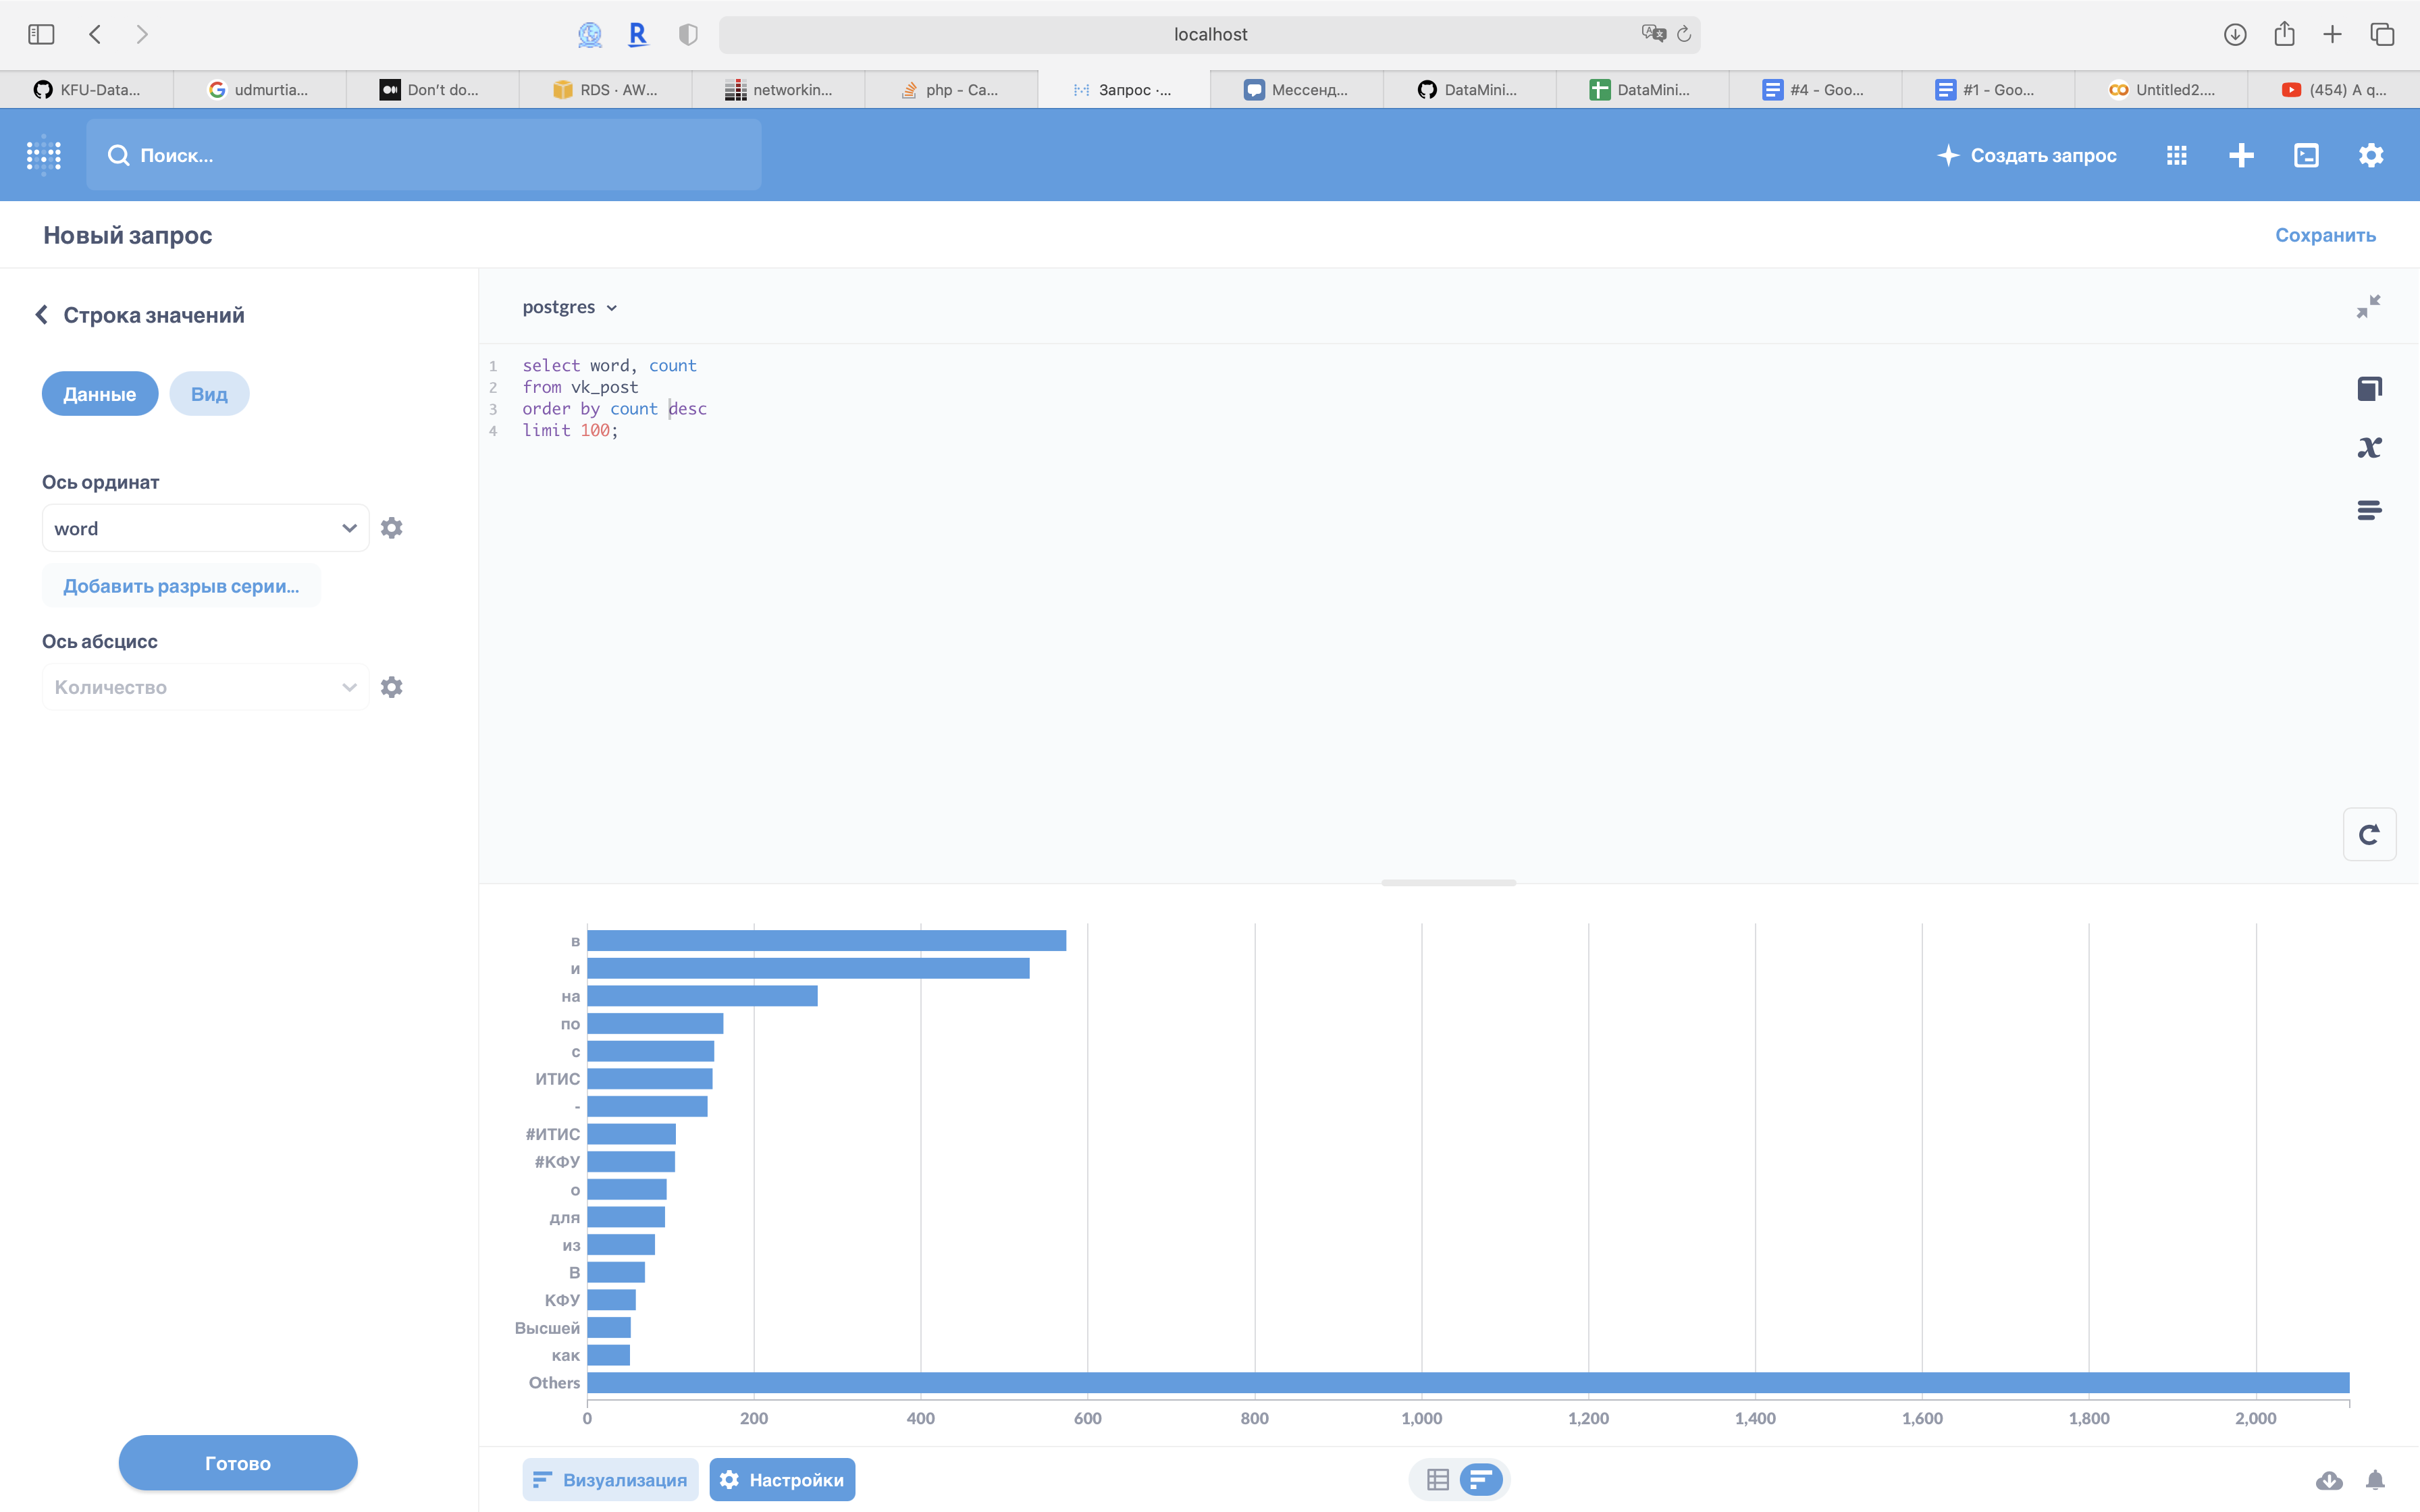 localhost
KFU-Data...
udmurtia...
Don't do...
RDS · AW...
networkin...
php - Ca...
Запрос ·...
Мессенд...
DataMini...
DataMini...
#4 - Goo...
#1 - Goo...
Untitled2....
(454) A q...
Поиск...
Создать запрос
Новый запрос
Сохранить
Строка значений
Данные
Вид
Ось ординат
word
Добавить разрыв серии...
Ось абсцисс
Количество
Готово
postgres
1 select word, count
2 from vk_post
3 order by count desc
4 limit 100;
в
и
на
по
с
ИТИС
-
#ИТИС
#КФУ
о
для
из
В
КФУ
Высшей
как
Others
0 200 400 600 800 1,000 1,200 1,400 1,600 1,800 2,000
Визуализация
Настройки